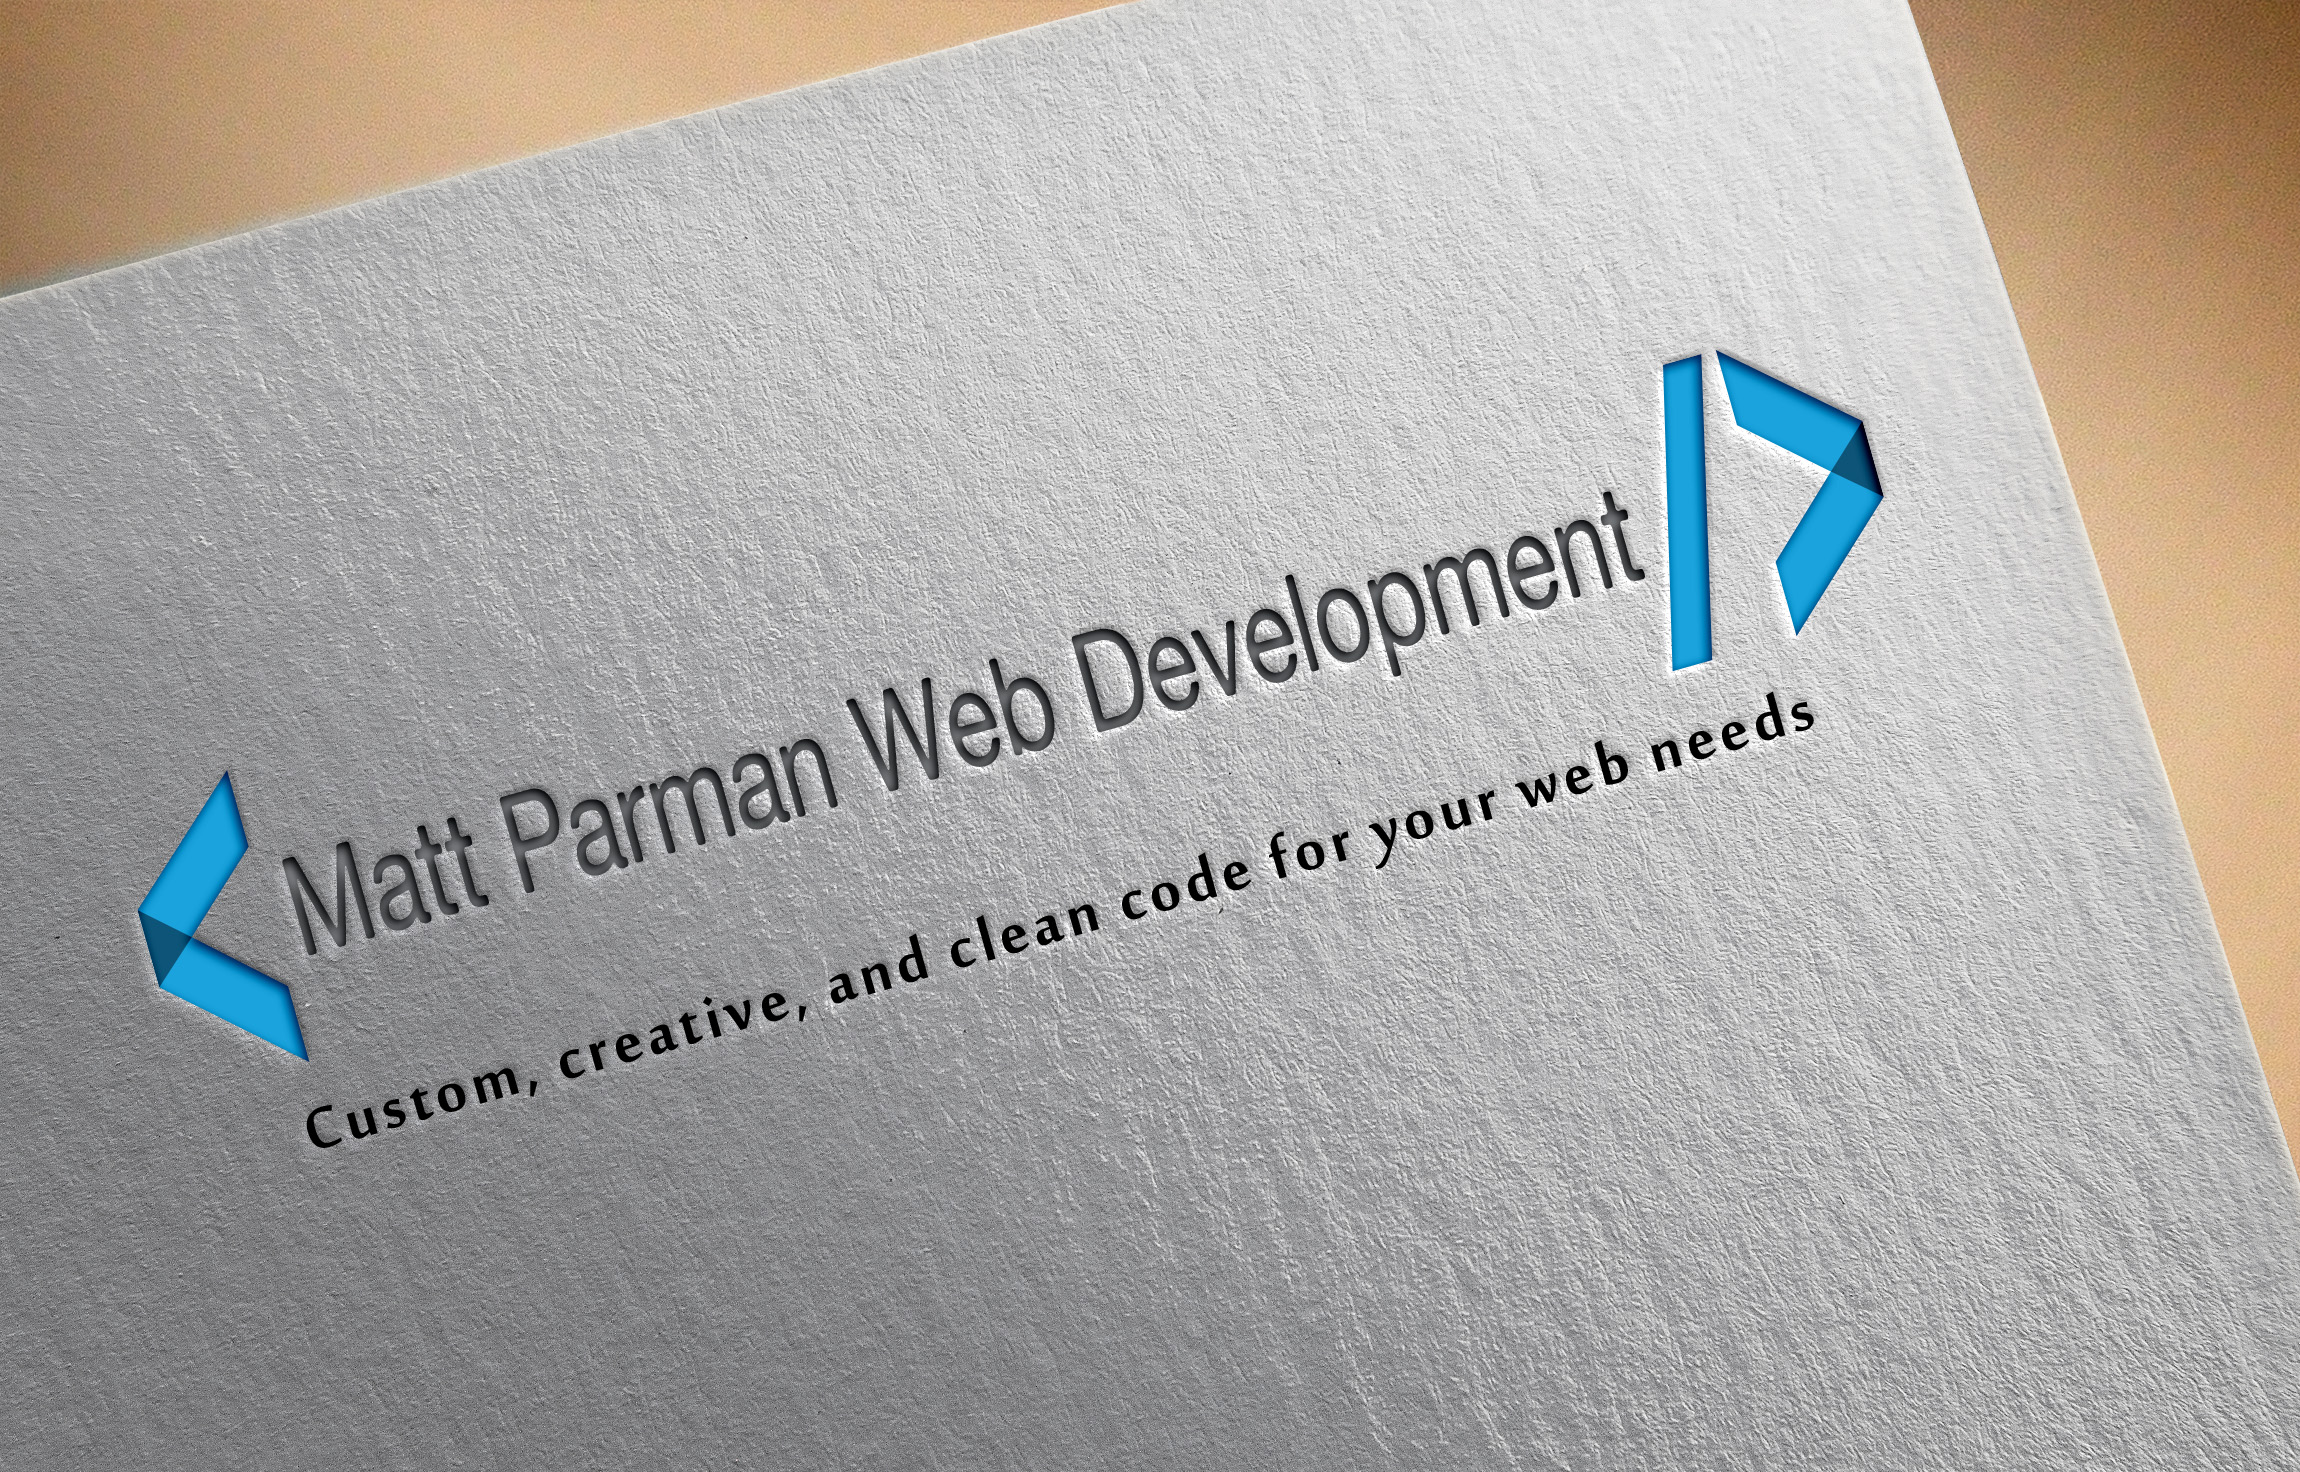 < Matt Parman Web Development />
Custom, creative, and clean code for your web needs